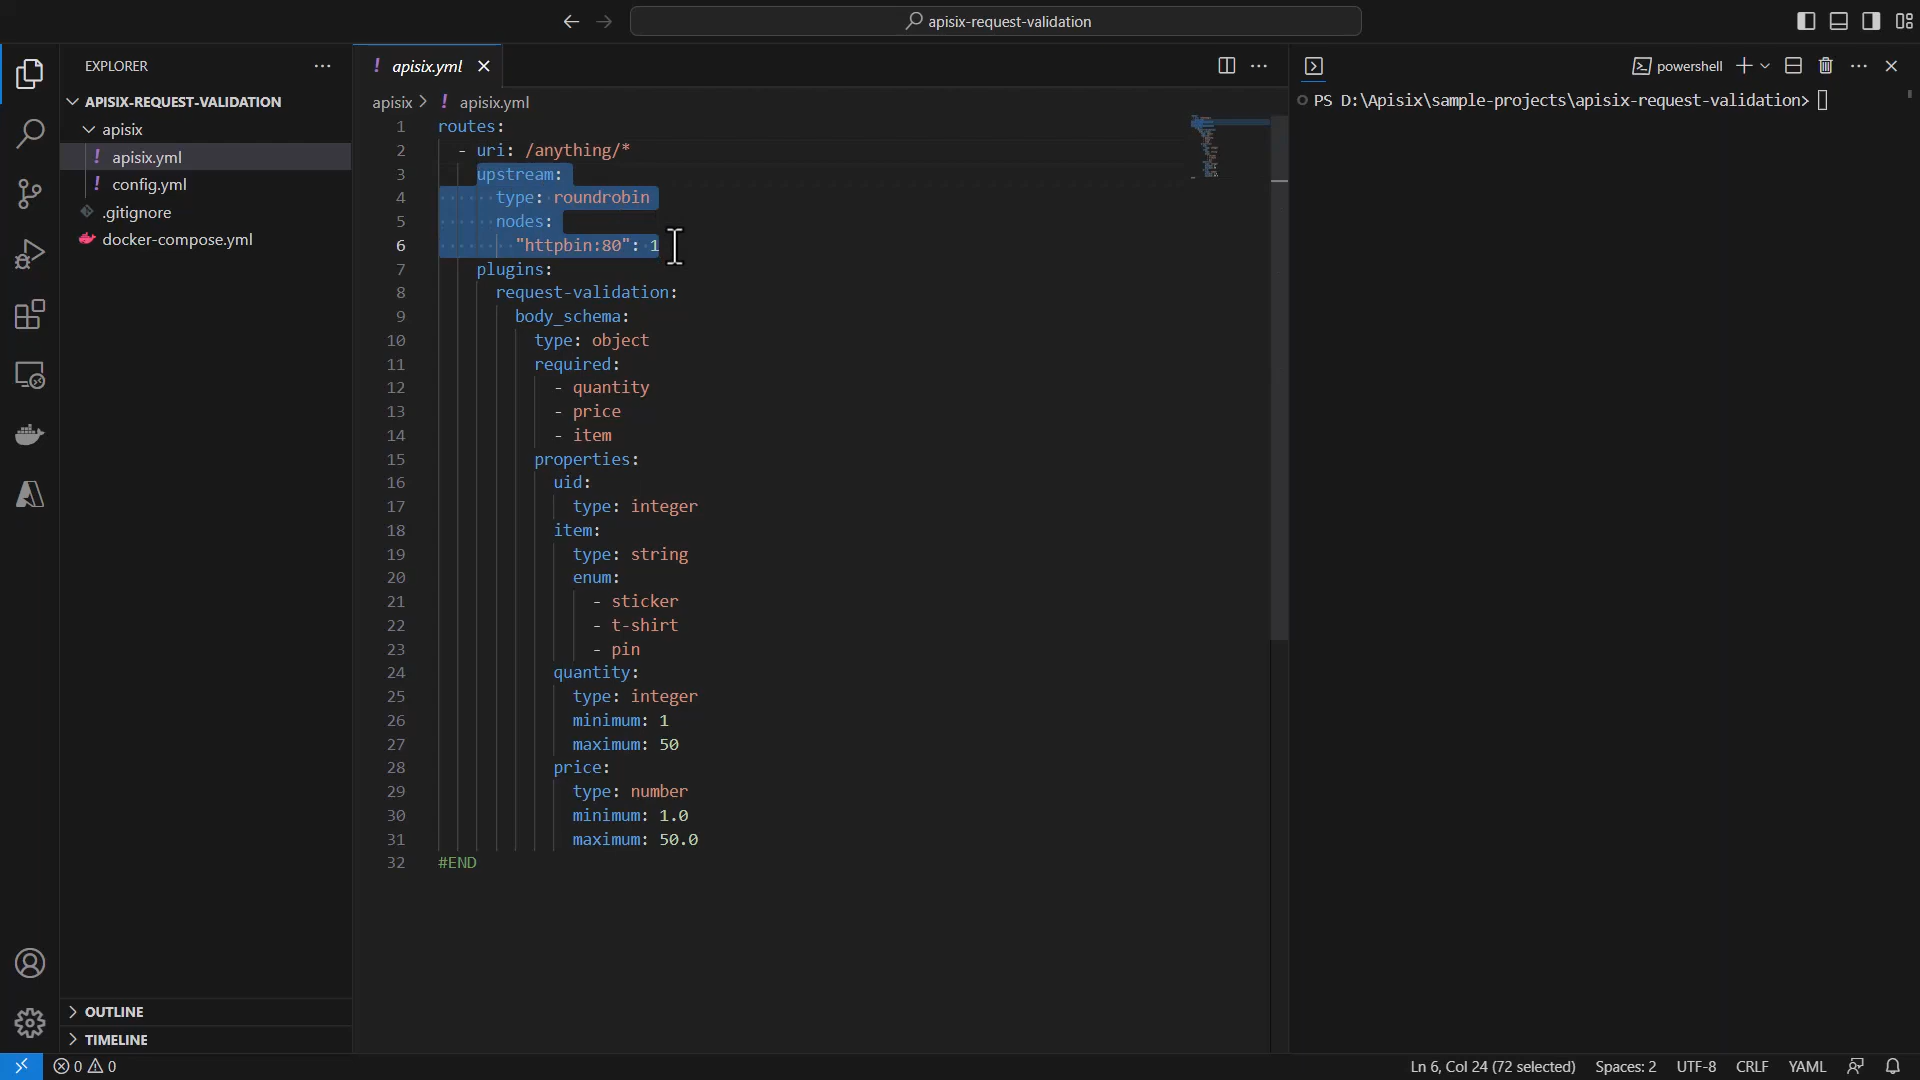 apisix-request-validation
EXPLORER
APISIX-REQUEST-VALIDATION
apisix
! apisix.yml
! config.yml
.gitignore
docker-compose.yml
OUTLINE
TIMELINE
! apisix.yml
apisix > ! apisix.yml
1 routes:
2 - uri: /anything/*
3 upstream:
4 type: roundrobin
5 nodes:
6 "httpbin:80": 1
7 plugins:
8 request-validation:
9 body_schema:
10 type: object
11 required:
12 - quantity
13 - price
14 - item
15 properties:
16 uid:
17 type: integer
18 item:
19 type: string
20 enum:
21 - sticker
22 - t-shirt
23 - pin
24 quantity:
25 type: integer
26 minimum: 1
27 maximum: 50
28 price:
29 type: number
30 minimum: 1.0
31 maximum: 50.0
32 #END
powershell
PS D:\Apisix\sample-projects\apisix-request-validation>
0 0
Ln 6, Col 24 (72 selected) Spaces: 2 UTF-8 CRLF YAML